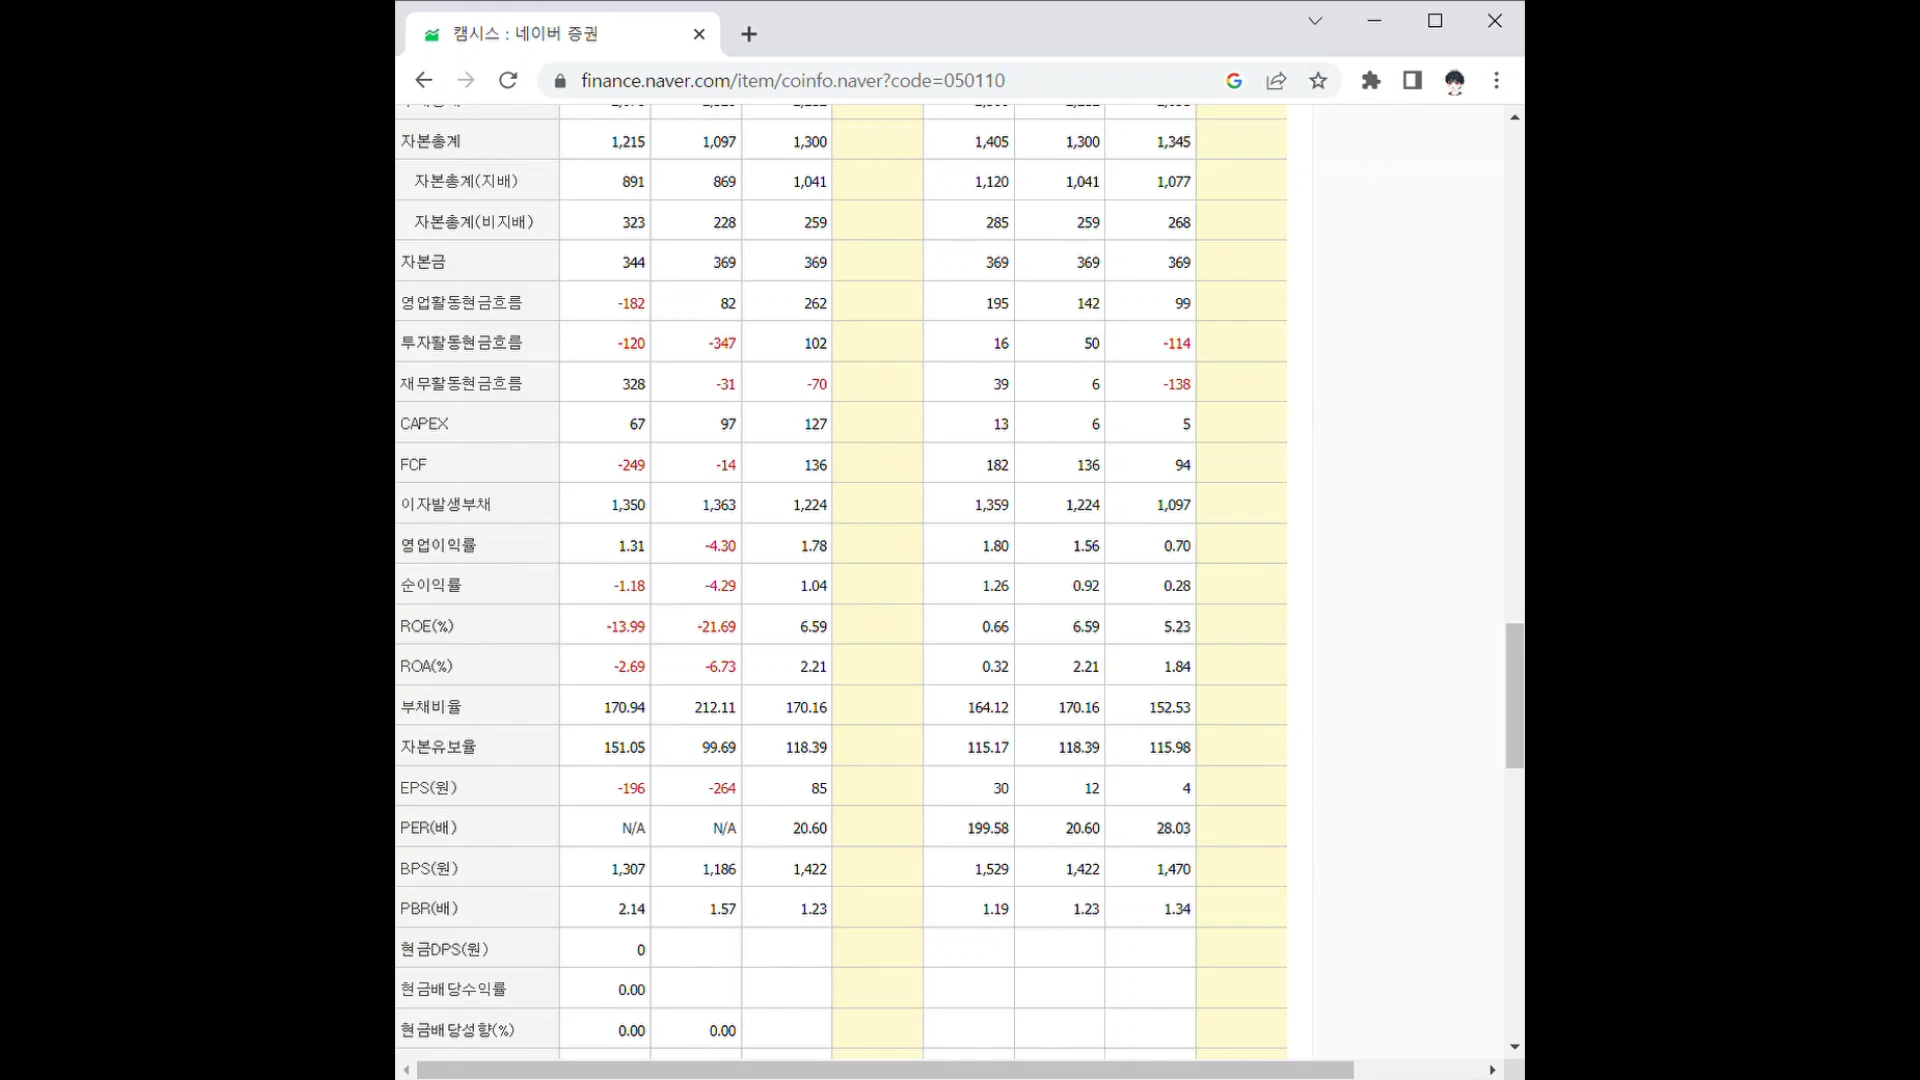 캠시스 : 네이버 증권
finance.naver.com/item/coinfo.naver?code=050110
자본총계 1,215 1,097 1,300 1,405 1,300 1,345
자본총계(지배) 891 869 1,041 1,120 1,041 1,077
자본총계(비지배) 323 228 259 285 259 268
자본금 344 369 369 369 369 369
영업활동현금흐름 -182 82 262 195 142 99
투자활동현금흐름 -120 -347 102 16 50 -114
재무활동현금흐름 328 -31 -70 39 6 -138
CAPEX 67 97 127 13 6 5
FCF -249 -14 136 182 136 94
이자발생부채 1,350 1,363 1,224 1,359 1,224 1,097
영업이익률 1.31 -4.30 1.78 1.80 1.56 0.70
순이익률 -1.18 -4.29 1.04 1.26 0.92 0.28
ROE(%) -13.99 -21.69 6.59 0.66 6.59 5.23
ROA(%) -2.69 -6.73 2.21 0.32 2.21 1.84
부채비율 170.94 212.11 170.16 164.12 170.16 152.53
자본유보율 151.05 99.69 118.39 115.17 118.39 115.98
EPS(원) -196 -264 85 30 12 4
PER(배) N/A N/A 20.60 199.58 20.60 28.03
BPS(원) 1,307 1,186 1,422 1,529 1,422 1,470
PBR(배) 2.14 1.57 1.23 1.19 1.23 1.34
현금DPS(원) 0
현금배당수익률 0.00
현금배당성향(%) 0.00 0.00